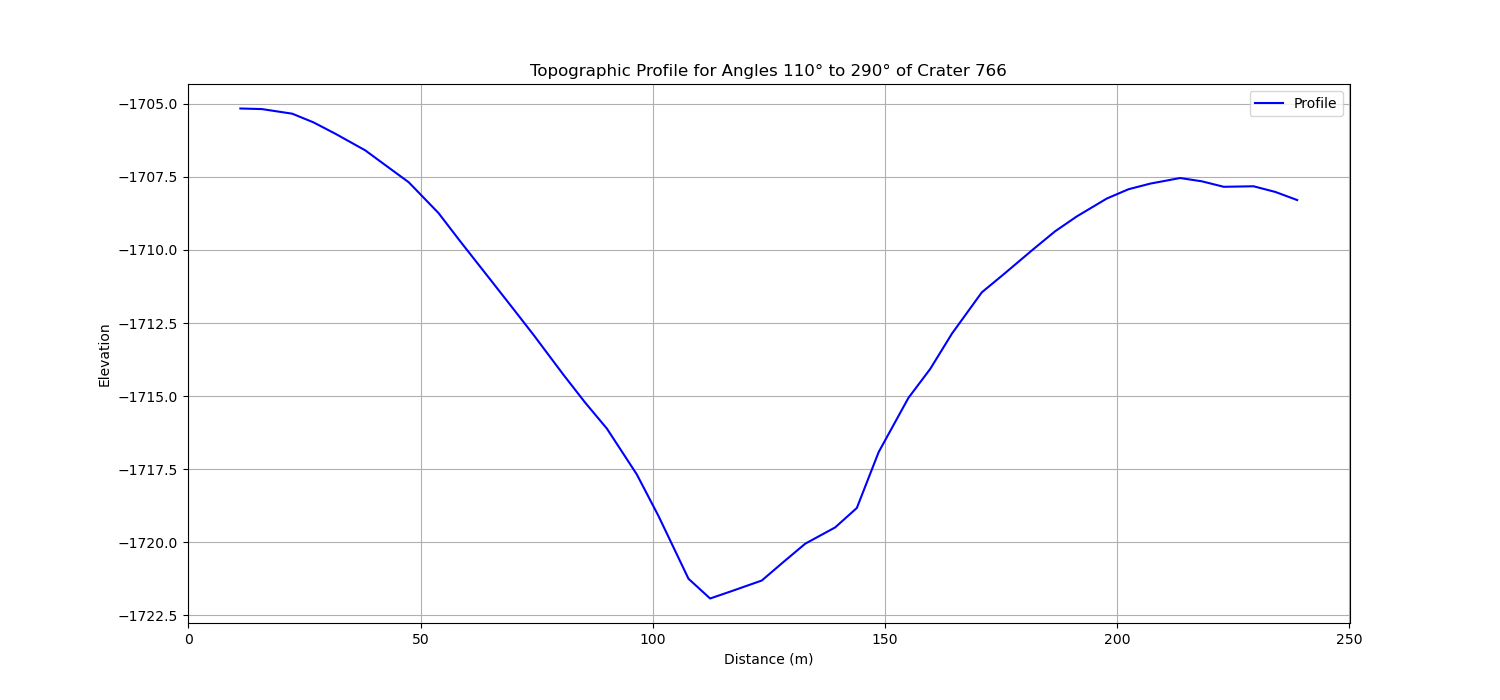 Topographic Profile for Angles 110° to 290° of Crater 766
Profile
Elevation
−1705.0
−1707.5
−1710.0
−1712.5
−1715.0
−1717.5
−1720.0
−1722.5
0 50 100 150 200 250
Distance (m)